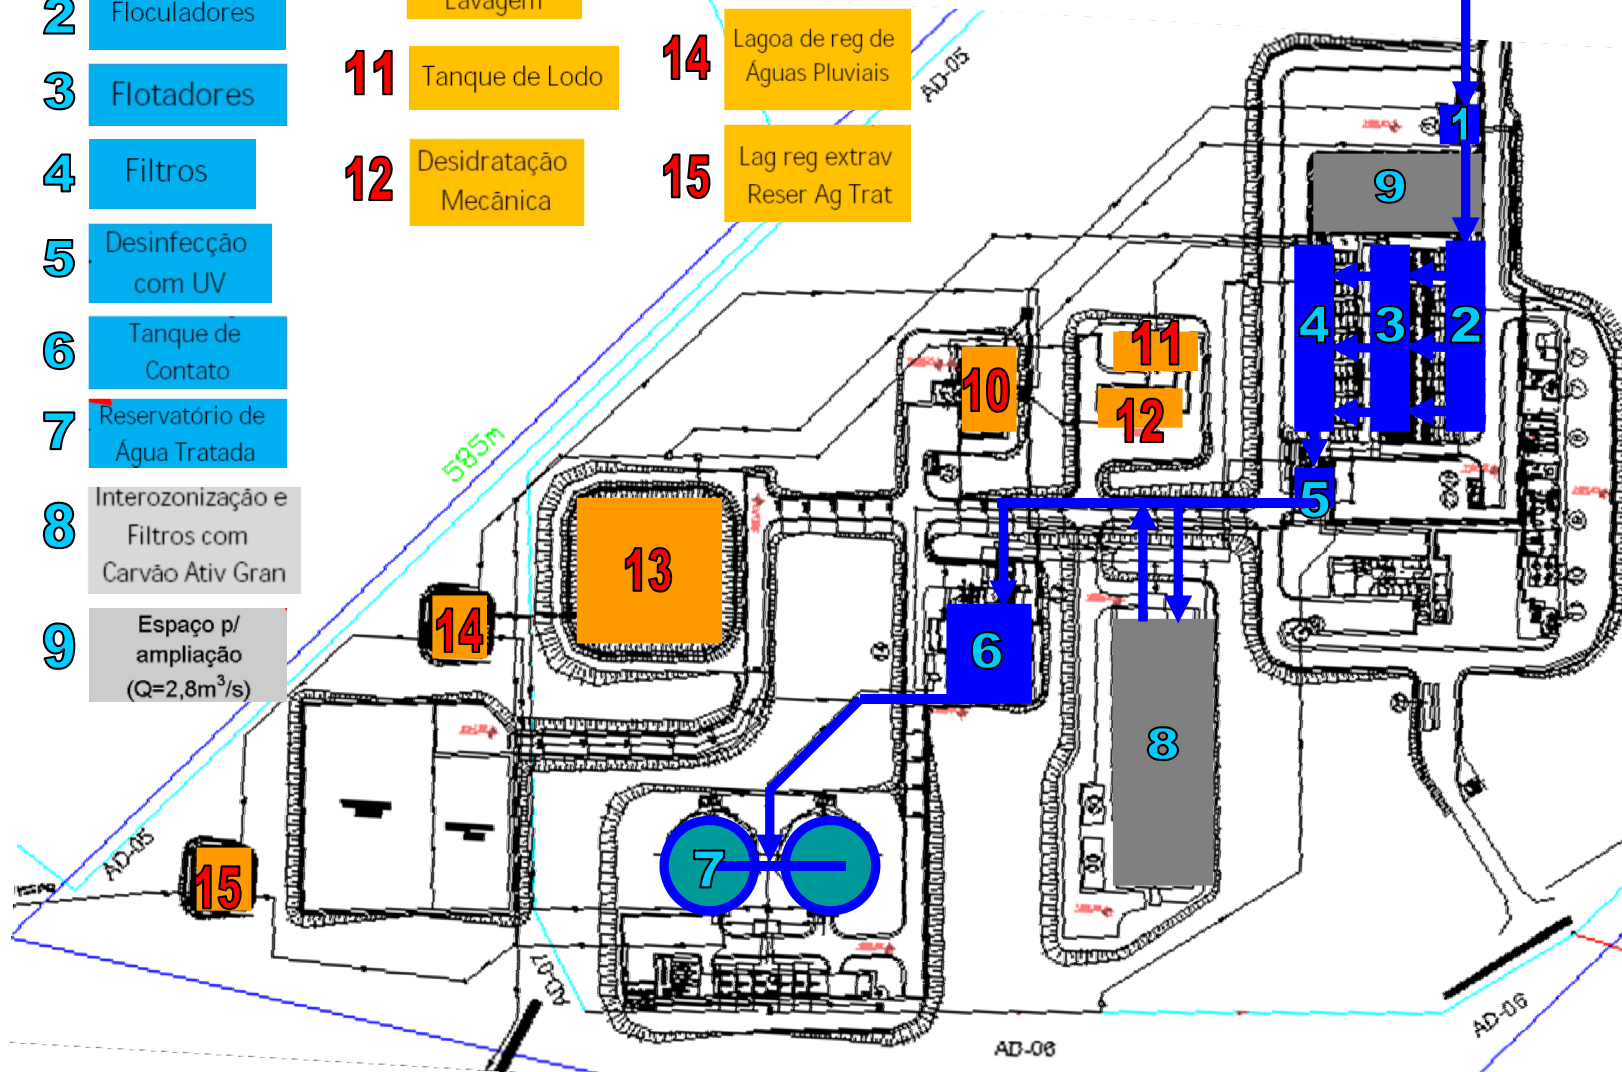 2
Floculadores
3
Flotadores
4
Filtros
5
Desinfecção
com UV
6
Tanque de
Contato
7
Reservatório de
Água Tratada
8
Interozonização e
Filtros com
Carvão Ativ Gran
9
Espaço p/
ampliação
(Q=2,8m³/s)
Lavagem
11
Tanque de Lodo
12
Desidratação
Mecânica
14
Lagoa de reg de
Águas Pluviais
15
Lag reg extrav
Reser Ag Trat
AD-05
1
9
4
3
2
11
10
12
585m
5
13
14
6
8
7
15
AD-05
AD-07
AD-06
AD-06